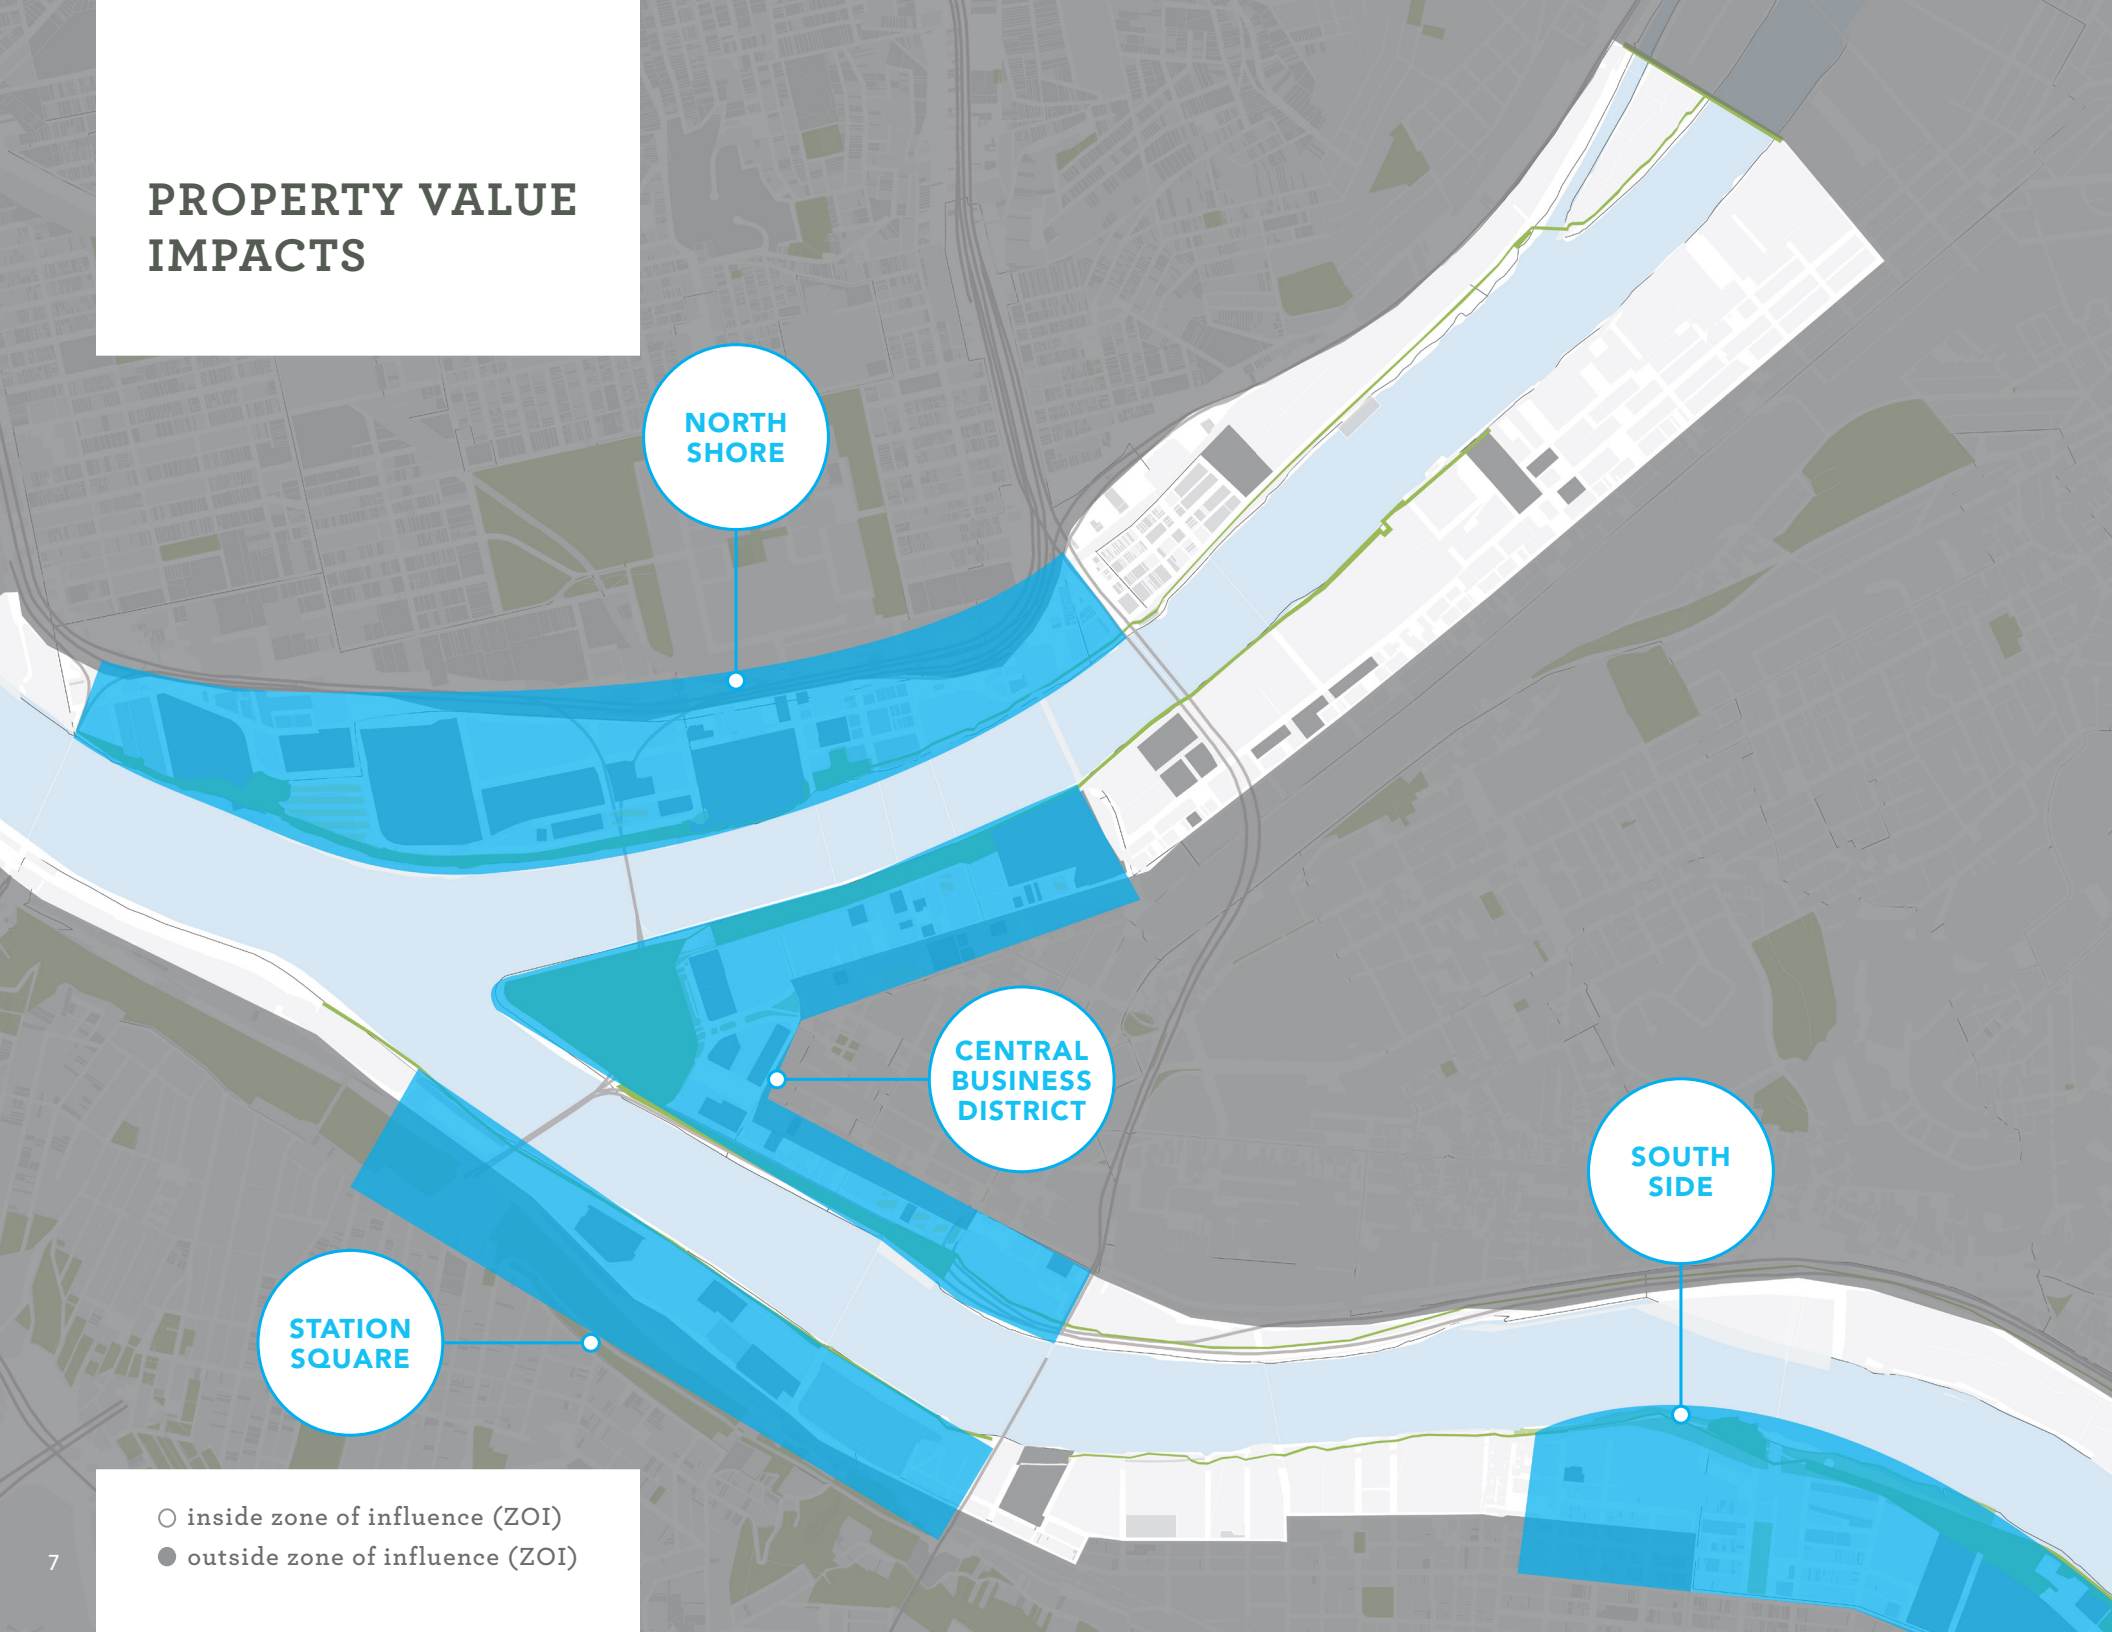 PROPERTY VALUE
IMPACTS
NORTH
SHORE
CENTRAL
BUSINESS
DISTRICT
SOUTH
SIDE
STATION
SQUARE
inside zone of influence (ZOI)
outside zone of influence (ZOI)
7